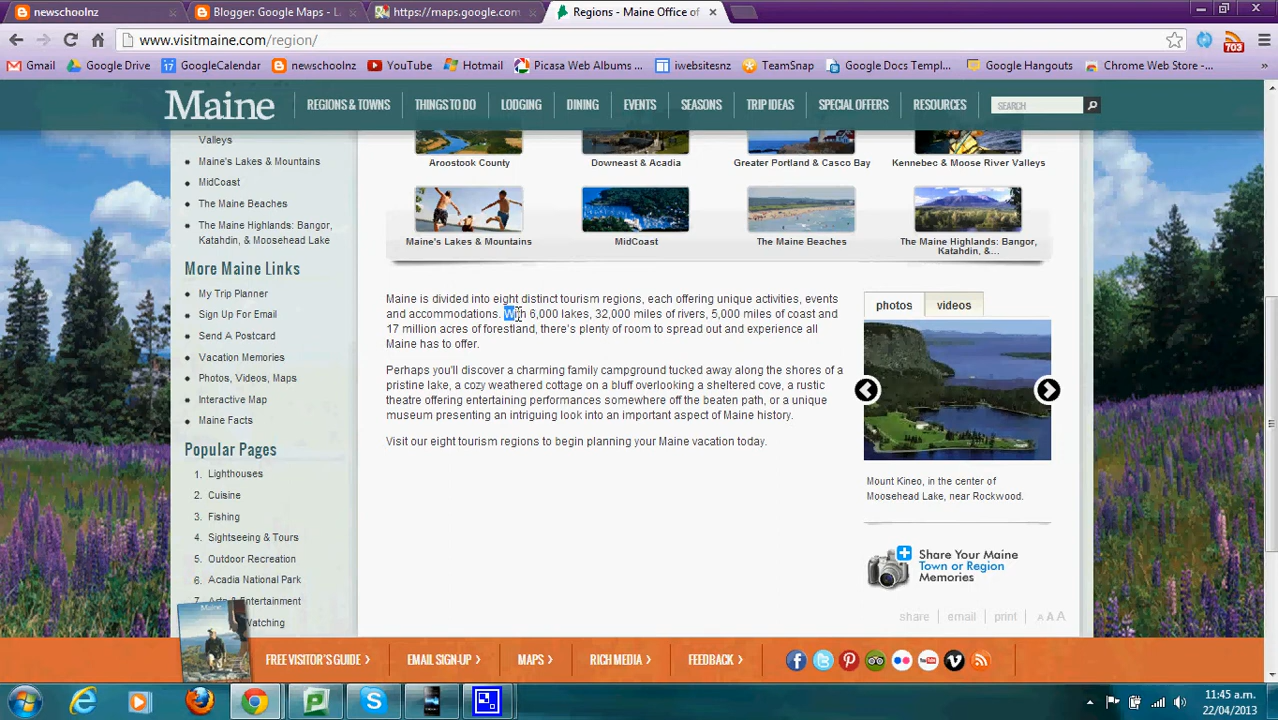 newschoolnz
Blogger: Google Maps - L
https://maps.google.com
Regions - Maine Office of
www.visitmaine.com/region/
703
Gmail
Google Drive
17 GoogleCalendar
newschoolnz
YouTube
Hotmail
Picasa Web Albums ...
iwebsitesnz
TeamSnap
Google Docs Templ...
Google Hangouts
Chrome Web Store -...
»
Maine
REGIONS & TOWNS
THINGS TO DO
LODGING
DINING
EVENTS
SEASONS
TRIP IDEAS
SPECIAL OFFERS
RESOURCES
SEARCH
Valleys
Maine's Lakes & Mountains
MidCoast
The Maine Beaches
The Maine Highlands: Bangor,
Katahdin, & Moosehead Lake
More Maine Links
My Trip Planner
Sign Up For Email
Special Deals
Vacation Memories
Photos, Videos, Maps
Interactive Map
Maine Facts
Popular Pages
1. Lighthouses
2. Cuisine
3. Fishing
4. Sightseeing & Tours
5. Outdoor Recreation
6. Acadia National Park
7. Arts & Entertainment
Watching
Aroostook County
Downeast & Acadia
Greater Portland & Casco Bay
Kennebec & Moose River Valleys
Maine's Lakes & Mountains
MidCoast
The Maine Beaches
The Maine Highlands: Bangor,
Katahdin, &...
Maine is divided into eight distinct tourism regions, each offering unique activities, events
and accommodations. With 6,000 lakes, 32,000 miles of rivers, 5,000 miles of coast and
17 million acres of forestland, there's plenty of room to spread out and experience all
Maine has to offer.
Perhaps you'll discover a charming family campground tucked away along the shores of a
pristine lake, a cozy weathered cottage on a bluff overlooking a sheltered cove, a rustic
theatre offering entertaining performances somewhere off the beaten path, or a unique
museum presenting an intriguing look into an important aspect of Maine history.
Visit our eight tourism regions to begin planning your Maine vacation today.
photos
videos
Mount Kineo, in the center of
Moosehead Lake, near Rockwood.
Share Your Maine
Town or Region
Memories
share
email
print
A A A
Maine
FREE VISITOR'S GUIDE
EMAIL SIGN-UP
MAPS
RICH MEDIA
FEEDBACK
11:45 a.m.
22/04/2013